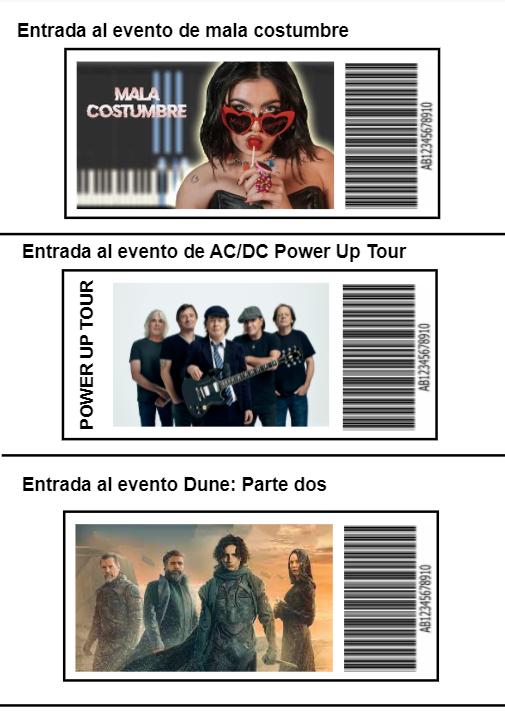 Entrada al evento de mala costumbre
MALA
COSTUMBRE
AB12345678910
Entrada al evento de AC/DC Power Up Tour
POWER UP TOUR
AB12345678910
Entrada al evento Dune: Parte dos
AB12345678910